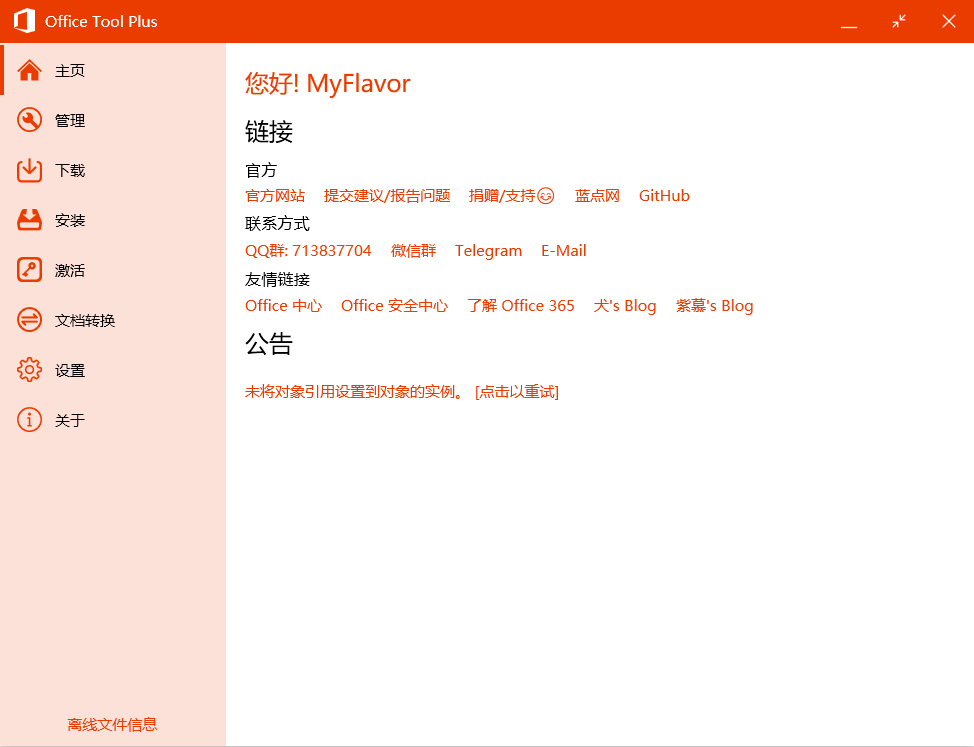 Office Tool Plus
主页
管理
下载
安装
激活
文档转换
设置
关于
离线文件信息
您好! MyFlavor
链接
官方
官方网站 提交建议/报告问题 捐赠/支持😋 蓝点网 GitHub
联系方式
QQ群: 713837704 微信群 Telegram E-Mail
友情链接
Office 中心 Office 安全中心 了解 Office 365 犬's Blog 紫慕's Blog
公告
未将对象引用设置到对象的实例。 [点击以重试]